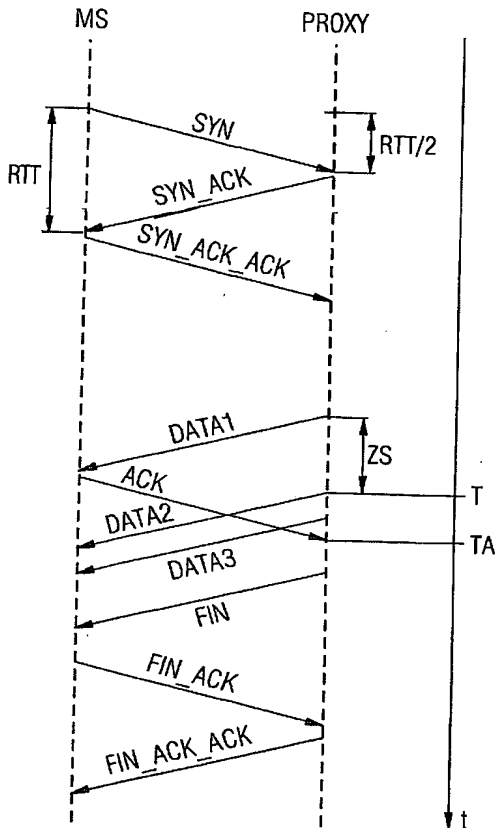 MS
PROXY
SYN
RTT/2
RTT
SYN_ACK
SYN_ACK_ACK
DATA1
ZS
ACK
T
DATA2
TA
DATA3
FIN
FIN_ACK
FIN_ACK_ACK
t